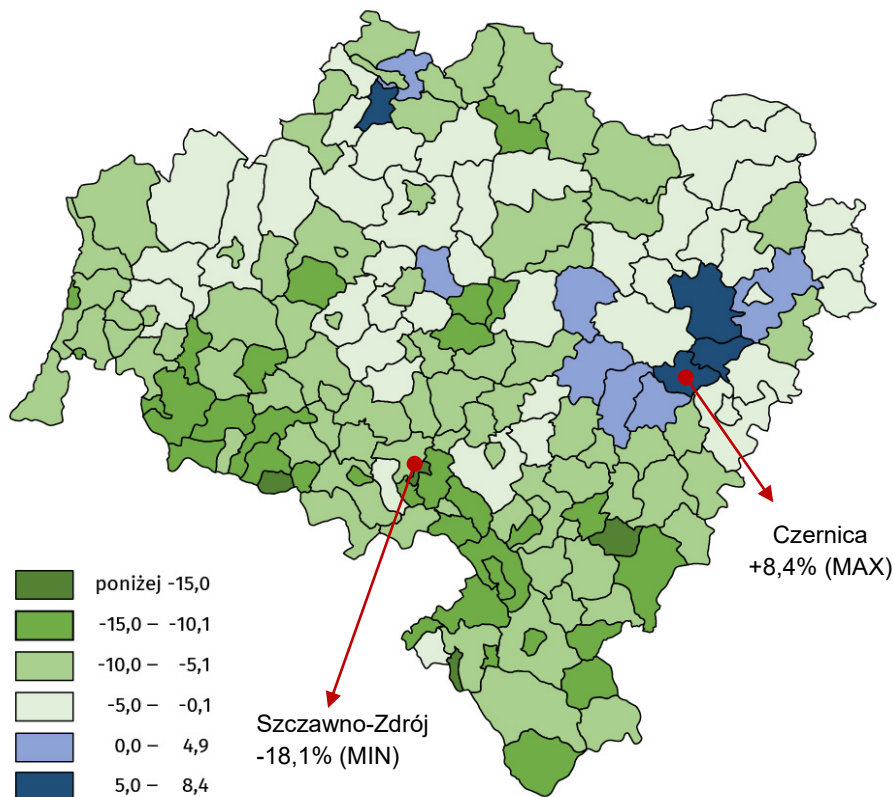 Czernica
+8,4% (MAX)
poniżej -15,0
-15,0 – -10,1
-10,0 – -5,1
-5,0 – -0,1
0,0 – 4,9
5,0 – 8,4
Szczawno-Zdrój
-18,1% (MIN)